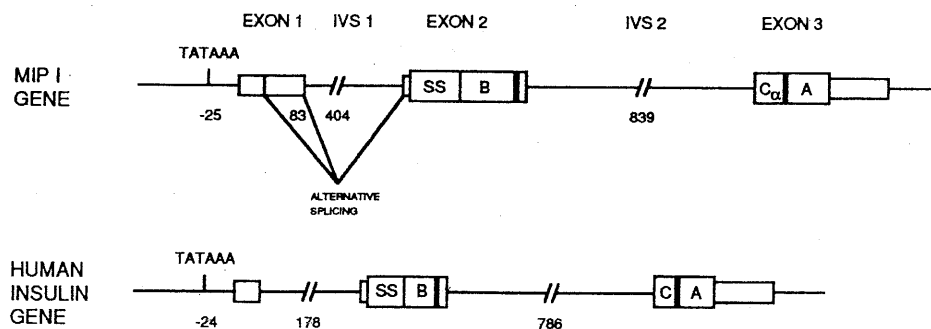 EXON 1 IVS 1 EXON 2 IVS 2 EXON 3
TATAAA
MIP I
GENE
SS B Cα A
-25 83 404 839
ALTERNATIVE
SPLICING
HUMAN
INSULIN
GENE
TATAAA
SS B C A
-24 178 786